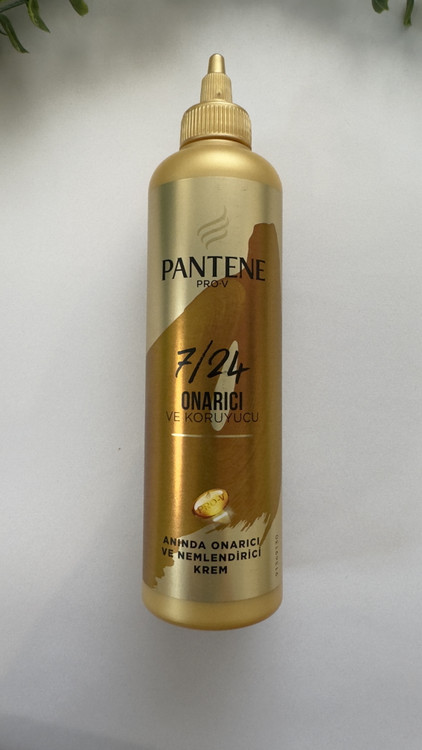 PANTENE
PRO-V
7/24
ONARICI
VE KORUYUCU
ANINDA ONARICI
VE NEMLENDİRİCİ
KREM